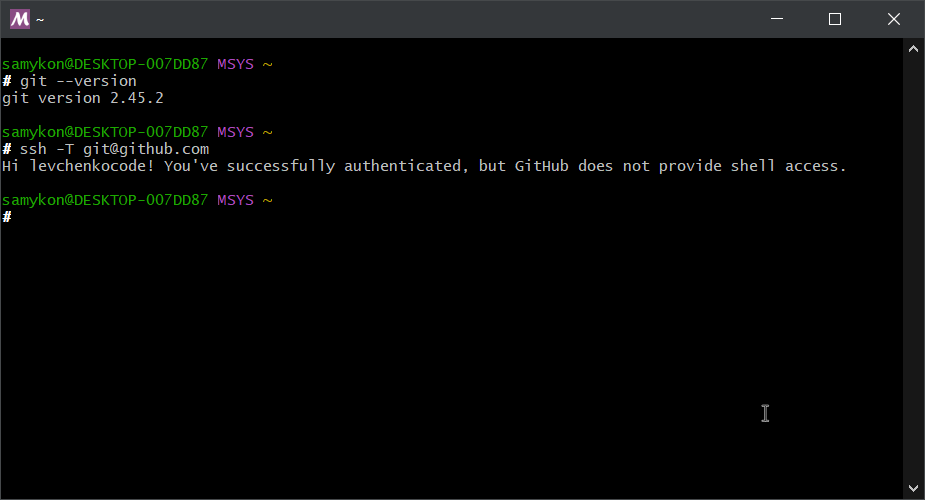 M ~
samykon@DESKTOP-007DD87 MSYS ~
# git --version
git version 2.45.2
samykon@DESKTOP-007DD87 MSYS ~
# ssh -T git@github.com
Hi levchenkocode! You've successfully authenticated, but GitHub does not provide shell access.
samykon@DESKTOP-007DD87 MSYS ~
#